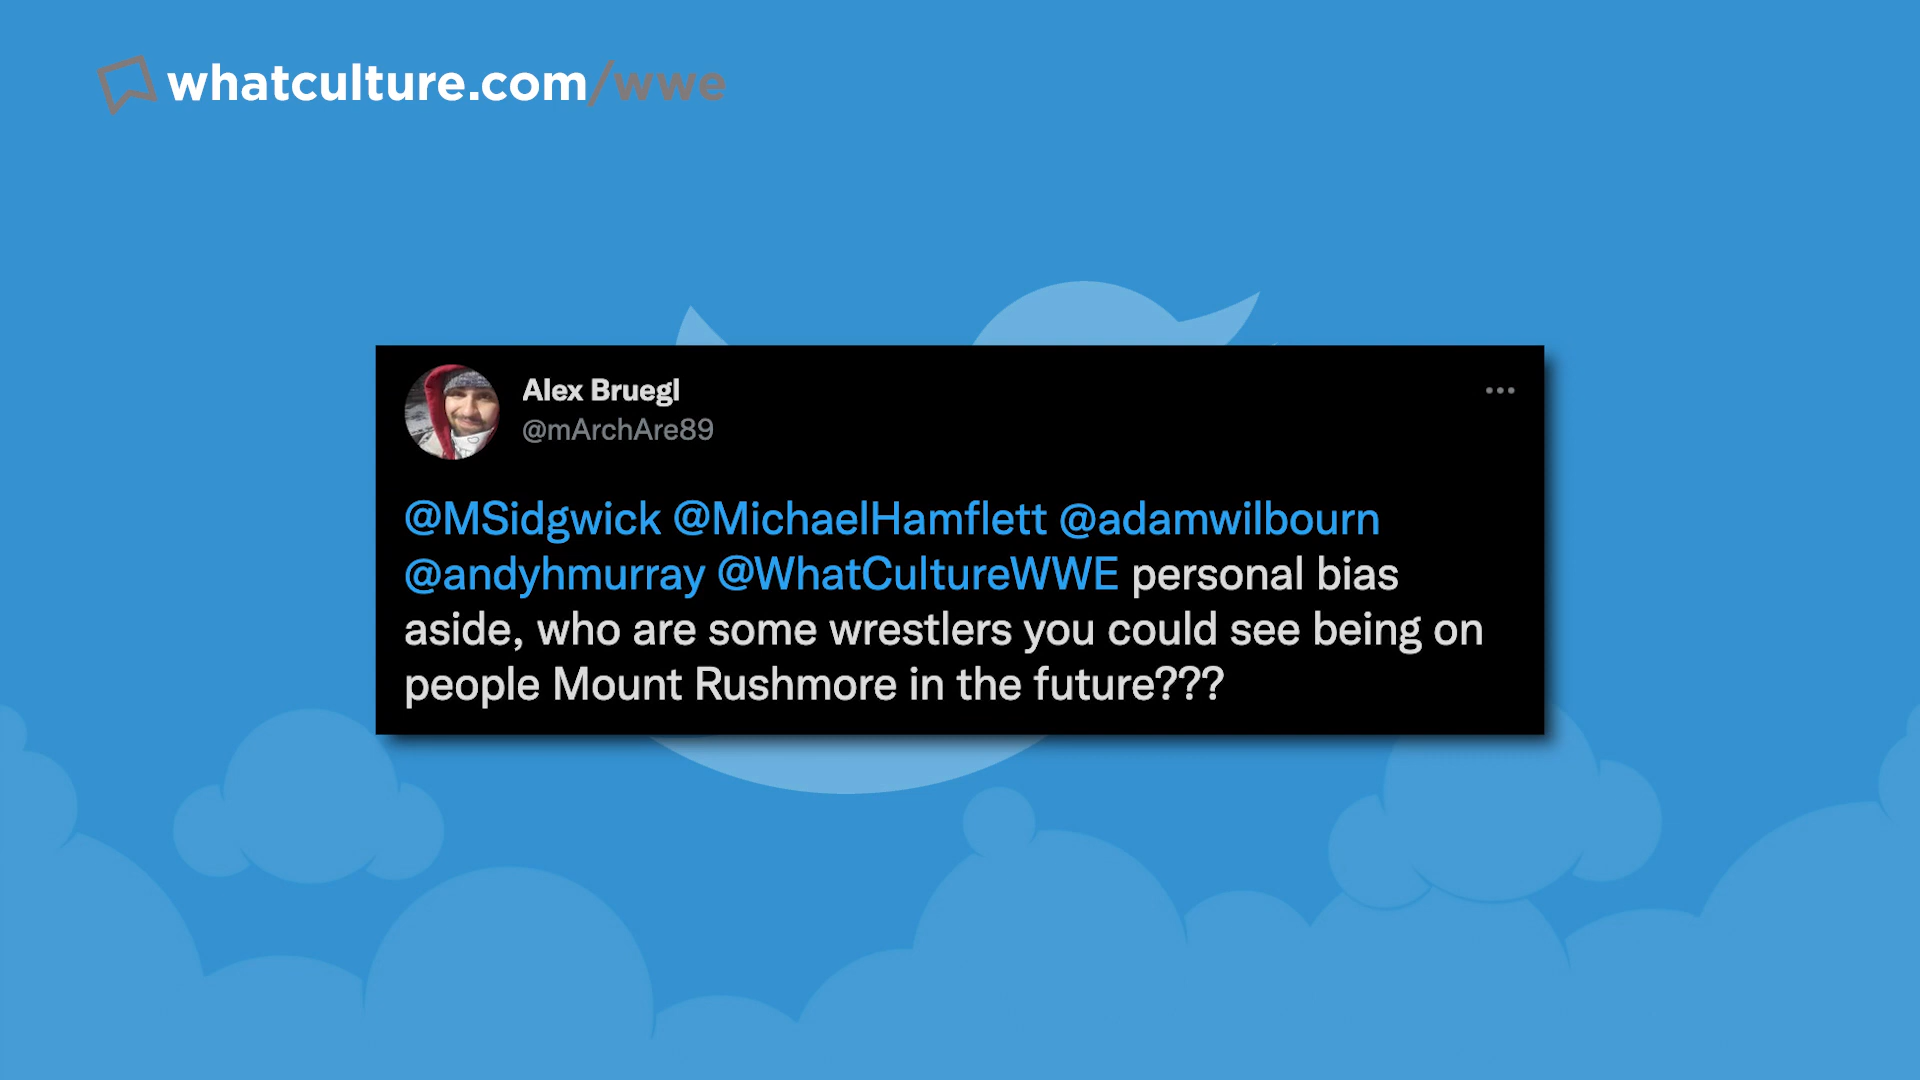 whatculture.com/wwe
Alex Bruegl
@mArchAre89
@MSidgwick @MichaelHamflett @adamwilbourn
@andyhmurray @WhatCultureWWE personal bias
aside, who are some wrestlers you could see being on
people Mount Rushmore in the future???